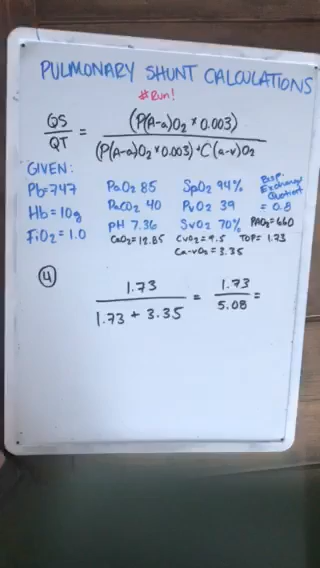 PULMONARY SHUNT CALCULATIONS
#Run!
QS/QT = (P(A-a)O₂ × 0.003) / (P(A-a)O₂ × 0.003) + C(a-v)O₂
GIVEN:
Pb=747 PaO₂ 85 SpO₂ 94% Resp. Exchange Quotient = 0.8
Hb=10g PaCO₂ 40 PvO₂ 39 PAO₂=660
FiO₂=1.0 PH 7.36 SvO₂ 70% TOP= 1.73
CaO₂=12.85 CvO₂=9.5
Ca-vO₂=3.35
④ 1.73 / 1.73 + 3.35 = 1.73 / 5.08 =